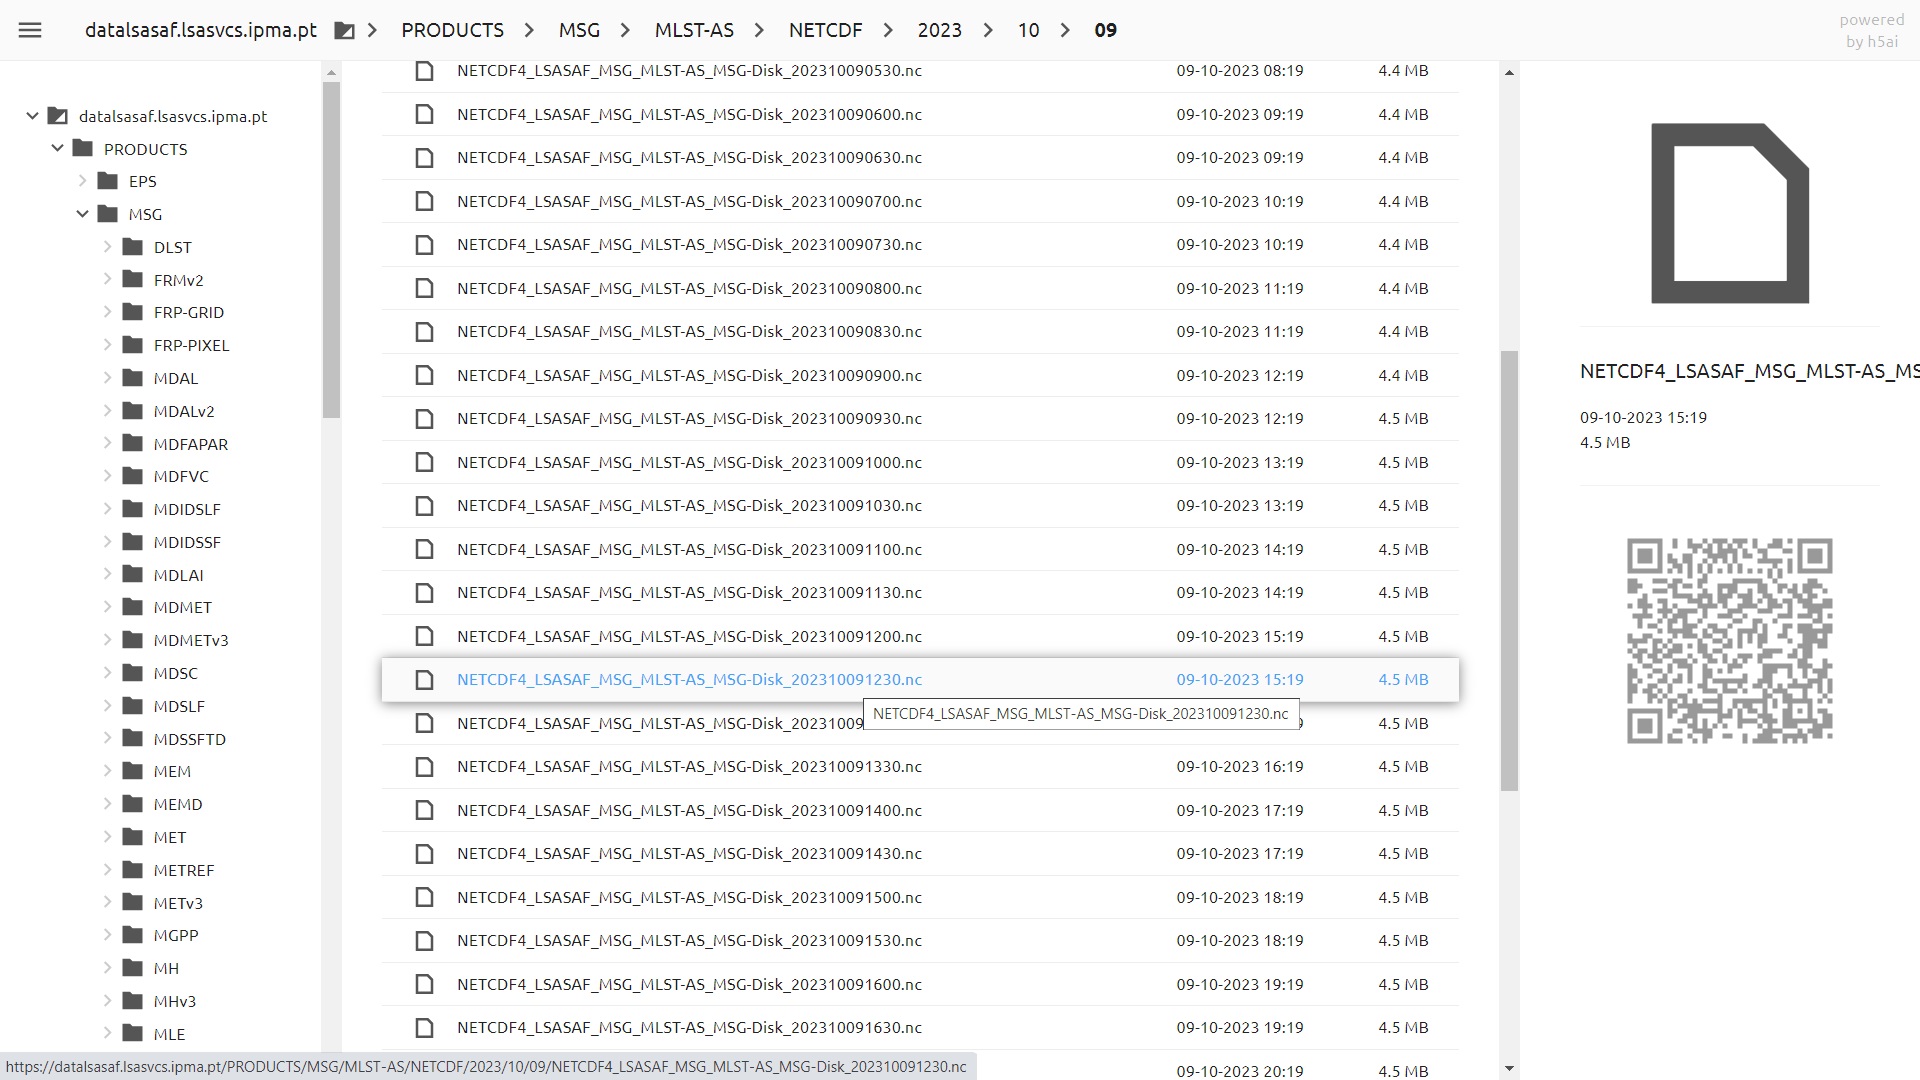 datalsasaf.lsasvcs.ipma.pt PRODUCTS MSG MLST-AS NETCDF 2023 10 09
powered
by h5ai
datalsasaf.lsasvcs.ipma.pt
PRODUCTS
EPS
MSG
DLST
FRMv2
FRP-GRID
FRP-PIXEL
MDAL
MDALv2
MDFAPAR
MDFVC
MDIDSLF
MDIDSSF
MDLAI
MDMET
MDMETv3
MDSC
MDSLF
MDSSFTD
MEM
MEMD
MET
METREF
METv3
MGPP
MH
MHv3
MLE
NETCDF4_LSASAF_MSG_MLST-AS_MSG-Disk_202310090530.nc 09-10-2023 08:19 4.4 MB
NETCDF4_LSASAF_MSG_MLST-AS_MSG-Disk_202310090600.nc 09-10-2023 09:19 4.4 MB
NETCDF4_LSASAF_MSG_MLST-AS_MSG-Disk_202310090630.nc 09-10-2023 09:19 4.4 MB
NETCDF4_LSASAF_MSG_MLST-AS_MSG-Disk_202310090700.nc 09-10-2023 10:19 4.4 MB
NETCDF4_LSASAF_MSG_MLST-AS_MSG-Disk_202310090730.nc 09-10-2023 10:19 4.4 MB
NETCDF4_LSASAF_MSG_MLST-AS_MSG-Disk_202310090800.nc 09-10-2023 11:19 4.4 MB
NETCDF4_LSASAF_MSG_MLST-AS_MSG-Disk_202310090830.nc 09-10-2023 11:19 4.4 MB
NETCDF4_LSASAF_MSG_MLST-AS_MSG-Disk_202310090900.nc 09-10-2023 12:19 4.4 MB
NETCDF4_LSASAF_MSG_MLST-AS_MSG-Disk_202310090930.nc 09-10-2023 12:19 4.5 MB
NETCDF4_LSASAF_MSG_MLST-AS_MSG-Disk_202310091000.nc 09-10-2023 13:19 4.5 MB
NETCDF4_LSASAF_MSG_MLST-AS_MSG-Disk_202310091030.nc 09-10-2023 13:19 4.5 MB
NETCDF4_LSASAF_MSG_MLST-AS_MSG-Disk_202310091100.nc 09-10-2023 14:19 4.5 MB
NETCDF4_LSASAF_MSG_MLST-AS_MSG-Disk_202310091130.nc 09-10-2023 14:19 4.5 MB
NETCDF4_LSASAF_MSG_MLST-AS_MSG-Disk_202310091200.nc 09-10-2023 15:19 4.5 MB
NETCDF4_LSASAF_MSG_MLST-AS_MSG-Disk_202310091230.nc 09-10-2023 15:19 4.5 MB
NETCDF4_LSASAF_MSG_MLST-AS_MSG-Disk_202310091230.nc
NETCDF4_LSASAF_MSG_MLST-AS_MSG-Disk_20231009 4.5 MB
NETCDF4_LSASAF_MSG_MLST-AS_MSG-Disk_202310091330.nc 09-10-2023 16:19 4.5 MB
NETCDF4_LSASAF_MSG_MLST-AS_MSG-Disk_202310091400.nc 09-10-2023 17:19 4.5 MB
NETCDF4_LSASAF_MSG_MLST-AS_MSG-Disk_202310091430.nc 09-10-2023 17:19 4.5 MB
NETCDF4_LSASAF_MSG_MLST-AS_MSG-Disk_202310091500.nc 09-10-2023 18:19 4.5 MB
NETCDF4_LSASAF_MSG_MLST-AS_MSG-Disk_202310091530.nc 09-10-2023 18:19 4.5 MB
NETCDF4_LSASAF_MSG_MLST-AS_MSG-Disk_202310091600.nc 09-10-2023 19:19 4.5 MB
NETCDF4_LSASAF_MSG_MLST-AS_MSG-Disk_202310091630.nc 09-10-2023 19:19 4.5 MB
09-10-2023 20:19 4.5 MB
NETCDF4_LSASAF_MSG_MLST-AS_MS
09-10-2023 15:19
4.5 MB
https://datalsasaf.lsasvcs.ipma.pt/PRODUCTS/MSG/MLST-AS/NETCDF/2023/10/09/NETCDF4_LSASAF_MSG_MLST-AS_MSG-Disk_202310091230.nc